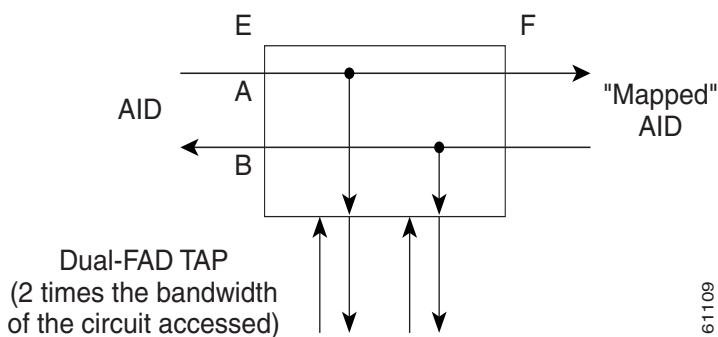 E
F
A
AID
"Mapped"
AID
B
Dual-FAD TAP
(2 times the bandwidth
of the circuit accessed)
61109